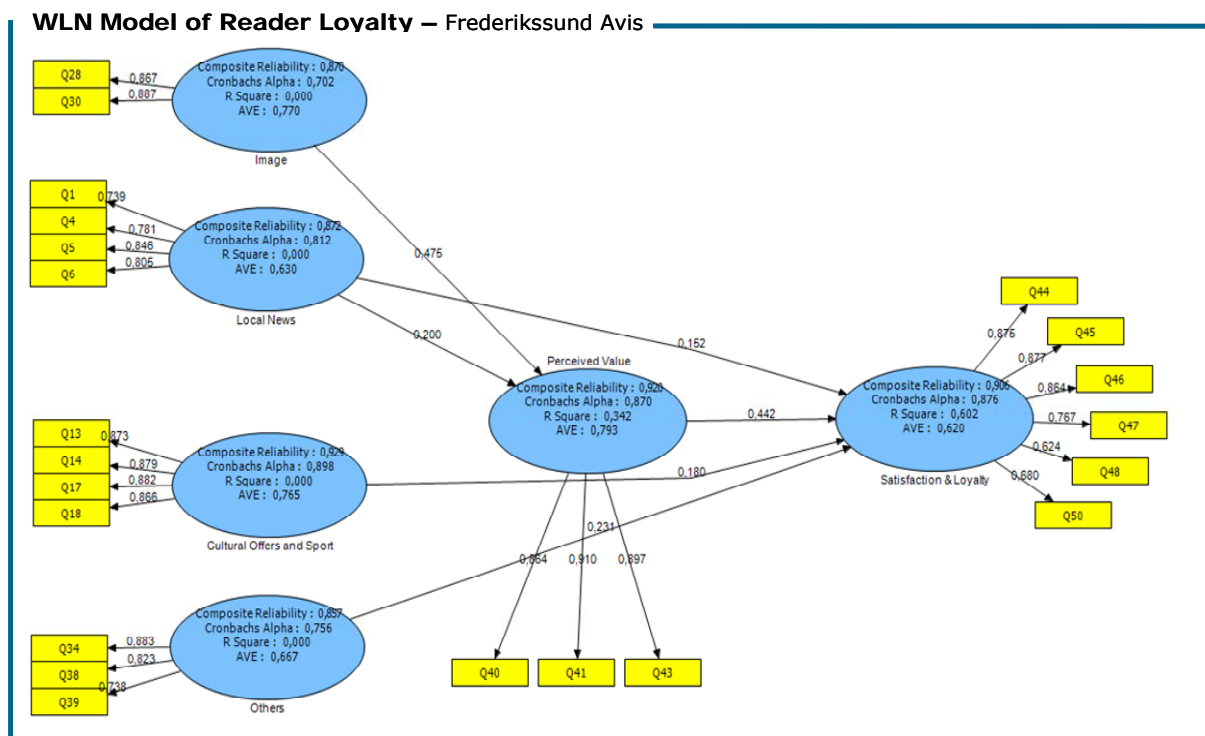 WLN Model of Reader Loyalty – Frederikssund Avis
Q28
Q30
0,867
0,887
Composite Reliability : 0,870
Cronbachs Alpha : 0,702
R Square : 0,000
AVE : 0,770
Image
Q1
Q4
Q5
Q6
0,739
0,781
0,846
0,805
Composite Reliability : 0,872
Cronbachs Alpha : 0,812
R Square : 0,000
AVE : 0,630
Local News
0,475
0,200
0,152
Q13
Q14
Q17
Q18
0,873
0,879
0,882
0,866
Composite Reliability : 0,929
Cronbachs Alpha : 0,898
R Square : 0,000
AVE : 0,765
Cultural Offers and Sport
Perceived Value
Composite Reliability : 0,920
Cronbachs Alpha : 0,870
R Square : 0,342
AVE : 0,793
0,442
0,180
0,231
0,864
0,910
0,897
Q40
Q41
Q43
Composite Reliability : 0,906
Cronbachs Alpha : 0,876
R Square : 0,602
AVE : 0,620
Satisfaction & Loyalty
0,876
0,877
0,864
0,767
0,624
0,680
Q44
Q45
Q46
Q47
Q48
Q50
Q34
Q38
Q39
0,883
0,823
0,738
Composite Reliability : 0,857
Cronbachs Alpha : 0,756
R Square : 0,000
AVE : 0,667
Others